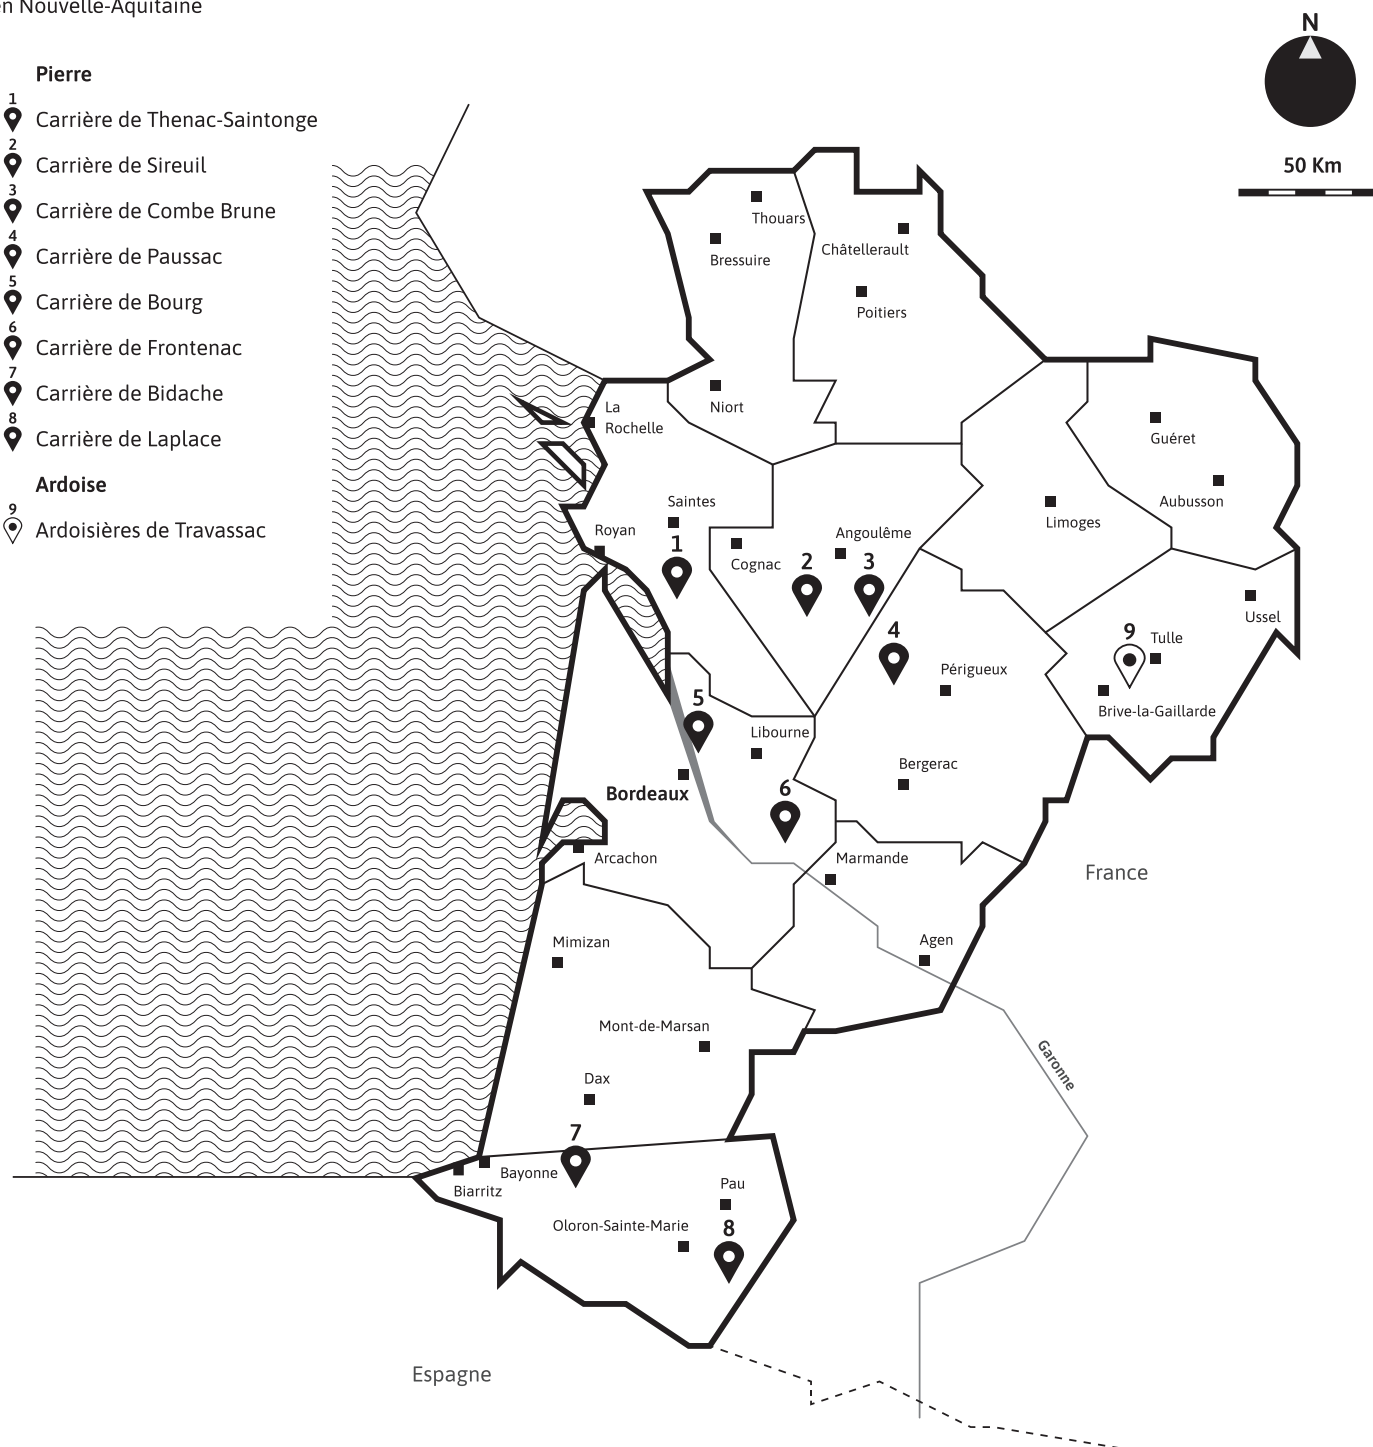 en Nouvelle-Aquitaine
Pierre
1 Carrière de Thenac-Saintonge
2 Carrière de Sireuil
3 Carrière de Combe Brune
4 Carrière de Paussac
5 Carrière de Bourg
6 Carrière de Frontenac
7 Carrière de Bidache
8 Carrière de Laplace
Ardoise
9 Ardoisières de Travassac
N
50 Km
Thouars
Bressuire
Châtellerault
Poitiers
Niort
La
Rochelle
Guéret
Aubusson
Limoges
Saintes
Royan
1
Cognac
Angoulême
2
3
4
Périgueux
Ussel
9
Tulle
Brive-la-Gaillarde
5
Libourne
Bordeaux
6
Bergerac
Arcachon
Marmande
France
Agen
Mimizan
Mont-de-Marsan
Dax
Garonne
7
Bayonne
Biarritz
Pau
Oloron-Sainte-Marie
8
Espagne